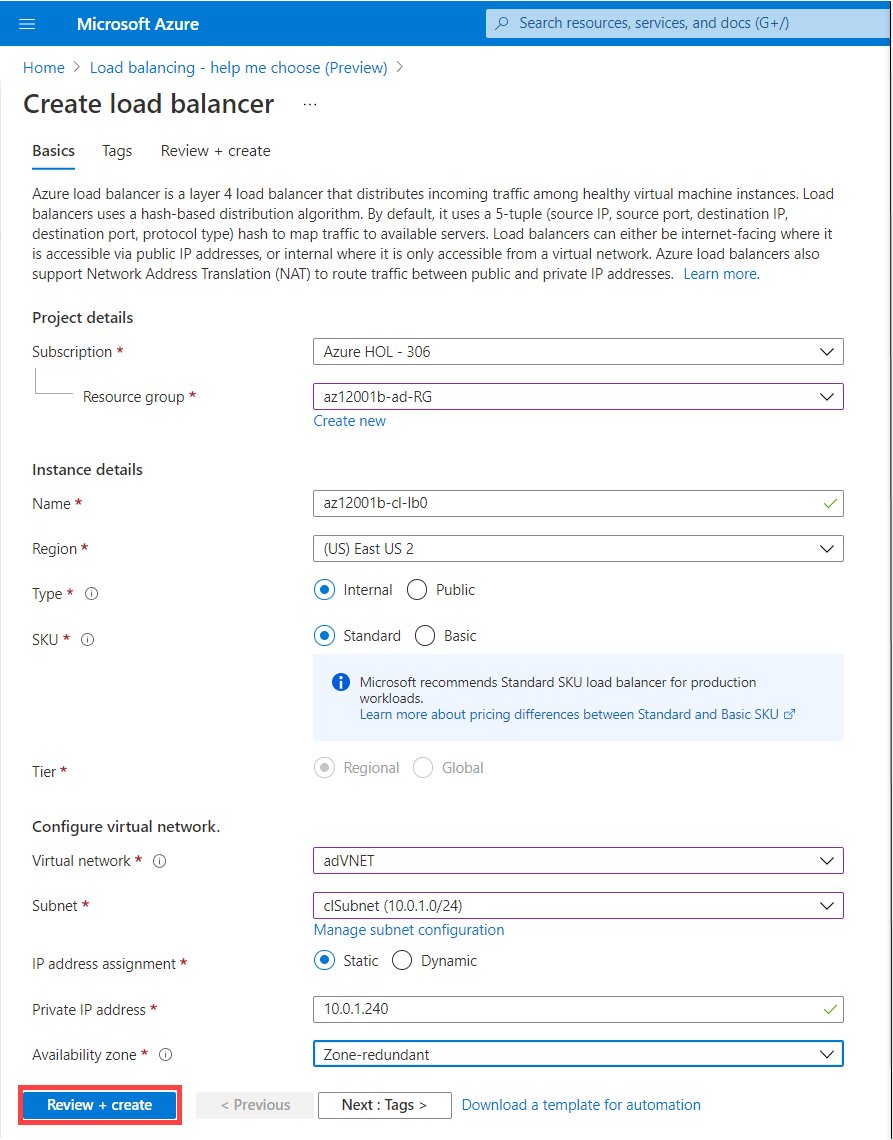 Microsoft Azure
Search resources, services, and docs (G+/)
Home > Load balancing - help me choose (Preview) >
Create load balancer ...
Basics Tags Review + create
Azure load balancer is a layer 4 load balancer that distributes incoming traffic among healthy virtual machine instances. Load
balancers uses a hash-based distribution algorithm. By default, it uses a 5-tuple (source IP, source port, destination IP,
destination port, protocol type) hash to map traffic to available servers. Load balancers can either be internet-facing where it
is accessible via public IP addresses, or internal where it is only accessible from a virtual network. Azure load balancers also
support Network Address Translation (NAT) to route traffic between public and private IP addresses. Learn more.
Project details
Subscription * Azure HOL - 306
Resource group * az12001b-ad-RG
Create new
Instance details
Name * az12001b-cl-lb0
Region * (US) East US 2
Type * Internal Public
SKU * Standard Basic
Microsoft recommends Standard SKU load balancer for production
workloads.
Learn more about pricing differences between Standard and Basic SKU
Tier * Regional Global
Configure virtual network.
Virtual network * adVNET
Subnet * clSubnet (10.0.1.0/24)
Manage subnet configuration
IP address assignment * Static Dynamic
Private IP address * 10.0.1.240
Availability zone * Zone-redundant
Review + create < Previous Next : Tags > Download a template for automation